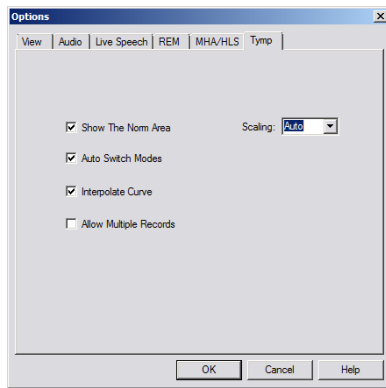 Options
View Audio Live Speech REM MHA/HLS Tymp
Show The Norm Area Scaling: Auto
Auto Switch Modes
Interpolate Curve
Allow Multiple Records
OK Cancel Help